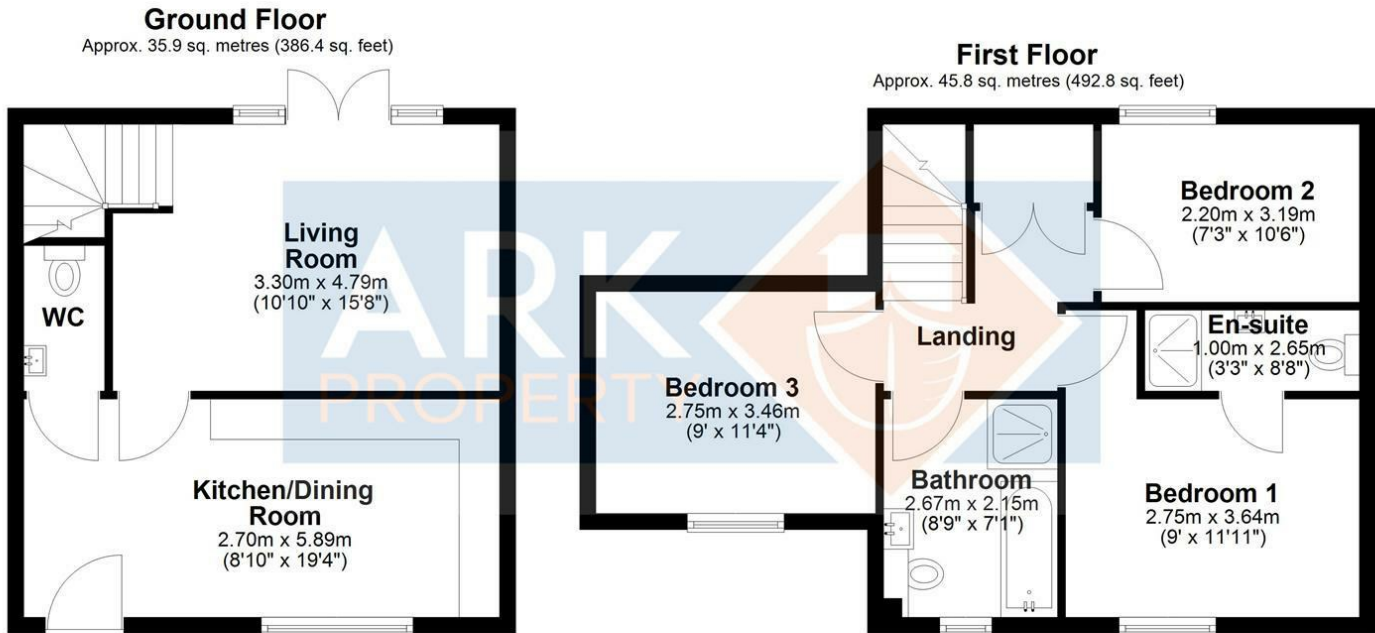 Ground Floor
Approx. 35.9 sq. metres (386.4 sq. feet)
Living
Room
3.30m x 4.79m
(10'10" x 15'8")
WC
Kitchen/Dining
Room
2.70m x 5.89m
(8'10" x 19'4")
First Floor
Approx. 45.8 sq. metres (492.8 sq. feet)
Bedroom 2
2.20m x 3.19m
(7'3" x 10'6")
En-suite
1.00m x 2.65m
(3'3" x 8'8")
Landing
Bedroom 3
2.75m x 3.46m
(9' x 11'4")
Bathroom
2.67m x 2.15m
(8'9" x 7'1")
Bedroom 1
2.75m x 3.64m
(9' x 11'11")
ARK
PROPERTY